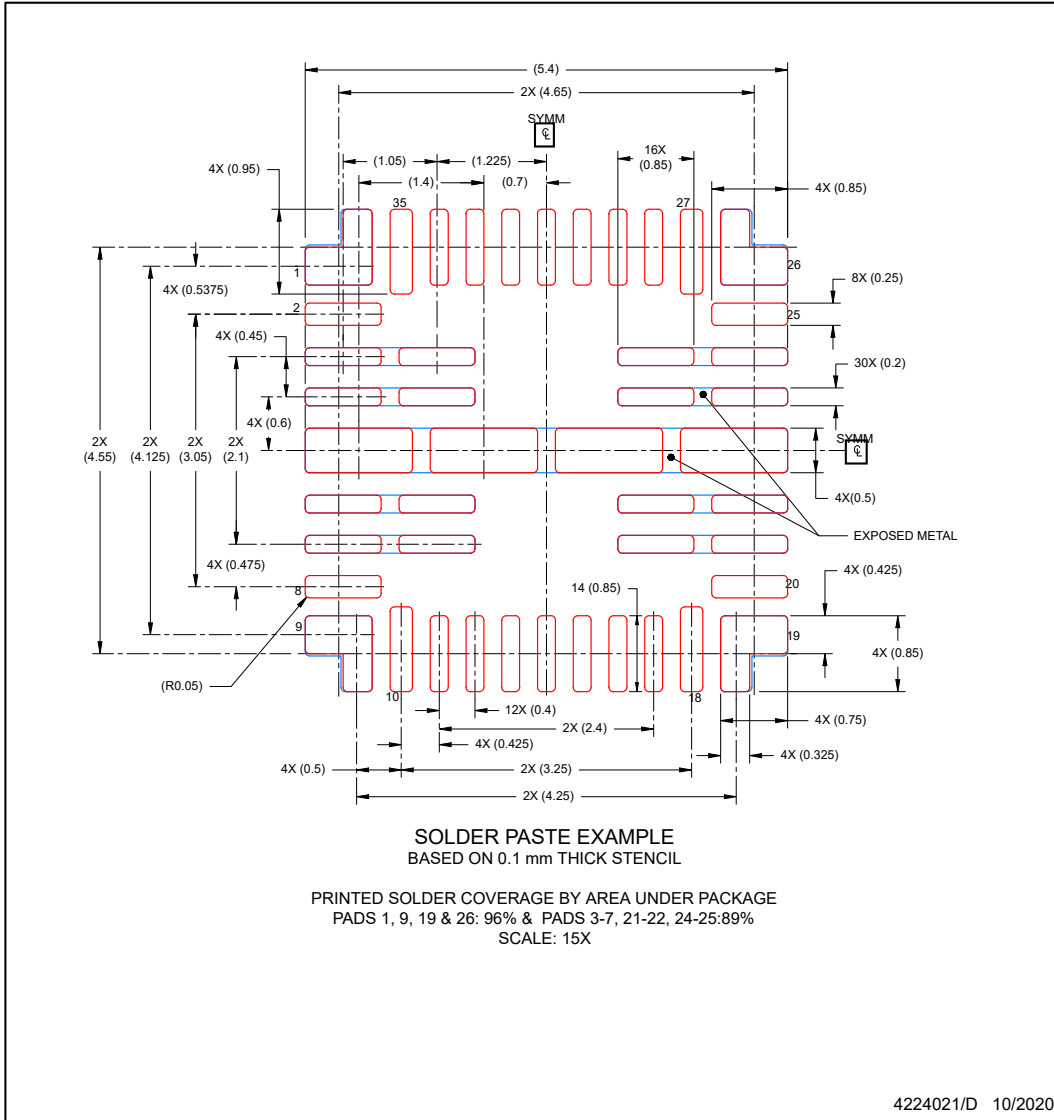 (5.4)
2X (4.65)
SYMM
℄
(1.05)
(1.225)
16X
(0.85)
4X (0.95)
(1.4)
(0.7)
4X (0.85)
35
27
1
26
4X (0.5375)
8X (0.25)
2
25
4X (0.45)
30X (0.2)
4X (0.6)
2X
(4.55)
2X
(4.125)
2X
(3.05)
2X
(2.1)
SYMM
℄
4X(0.5)
EXPOSED METAL
4X (0.475)
14 (0.85)
4X (0.425)
8
20
9
19
4X (0.85)
(R0.05)
10
18
12X (0.4)
2X (2.4)
4X (0.75)
4X (0.425)
4X (0.325)
4X (0.5)
2X (3.25)
2X (4.25)
SOLDER PASTE EXAMPLE
BASED ON 0.1 mm THICK STENCIL
PRINTED SOLDER COVERAGE BY AREA UNDER PACKAGE
PADS 1, 9, 19 & 26: 96% & PADS 3-7, 21-22, 24-25:89%
SCALE: 15X
4224021/D 10/2020